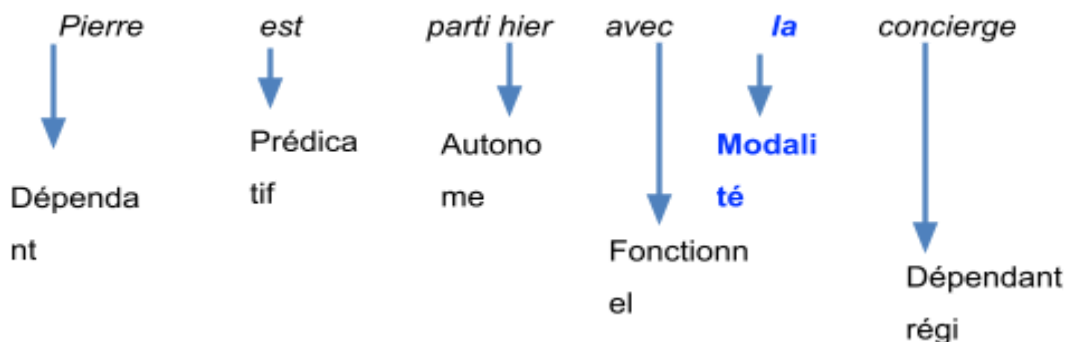 Pierre est parti hier avec la concierge
Prédica
tif
Autono
me
Modali
té
Dépenda
nt
Fonctionn
el
Dépendant
régi